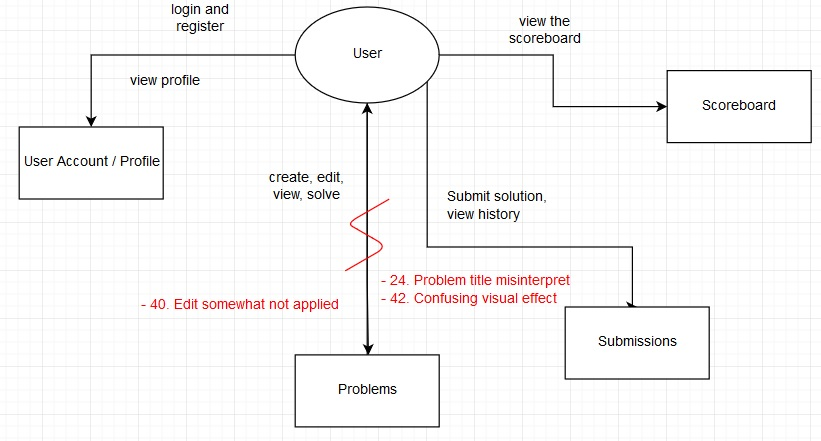 login and
register
User
view the
scoreboard
view profile
Scoreboard
User Account / Profile
create, edit,
view, solve
Submit solution,
view history
- 24. Problem title misinterpret
- 40. Edit somewhat not applied
- 42. Confusing visual effect
Submissions
Problems